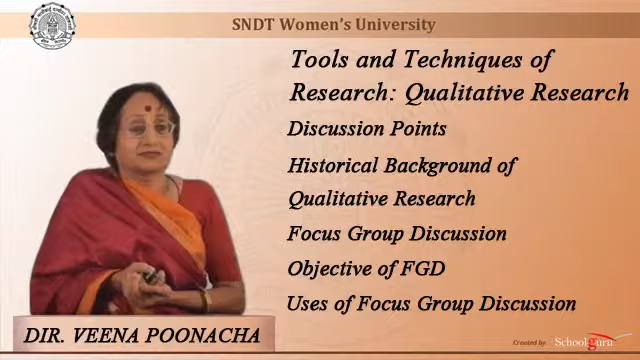 SNDT Women's University
Tools and Techniques of
Research: Qualitative Research
Discussion Points
Historical Background of
Qualitative Research
Focus Group Discussion
Objective of FGD
Uses of Focus Group Discussion
DIR. VEENA POONACHA
Created by: Schoolguru